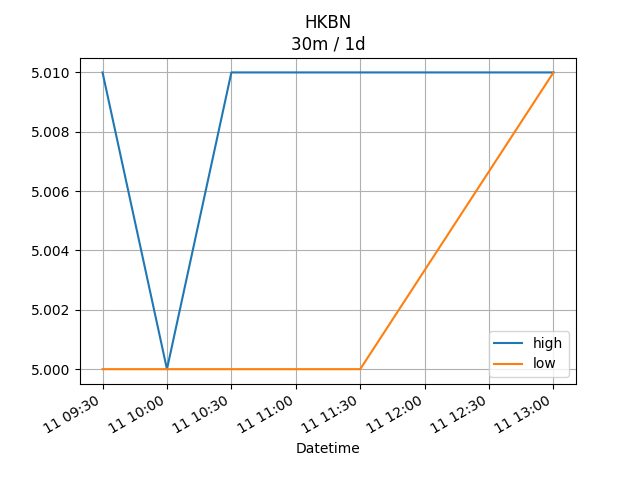 HKBN
30m / 1d
5.010
5.008
5.006
5.004
5.002
5.000
high
low
11 09:30
11 10:00
11 10:30
11 11:00
11 11:30
11 12:00
11 12:30
11 13:00
Datetime